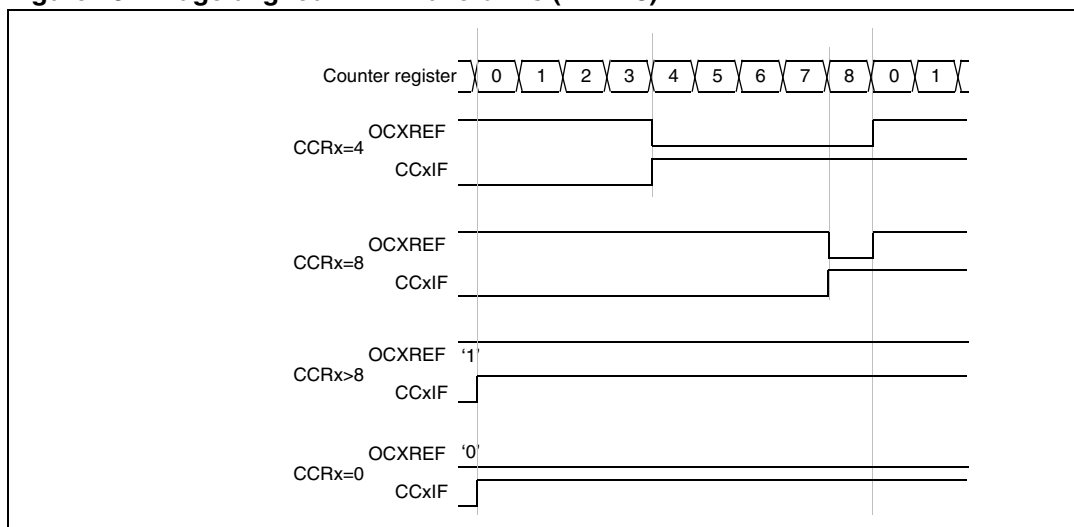 Counter register 0 1 2 3 4 5 6 7 8 0 1
OCXREF
CCRx=4
CCxIF
OCXREF
CCRx=8
CCxIF
OCXREF ‘1’
CCRx>8
CCxIF
OCXREF ‘0’
CCRx=0
CCxIF